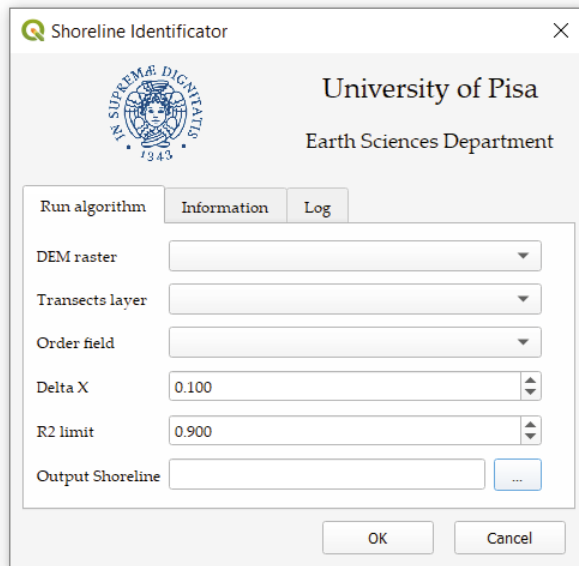 Shoreline Identificator
IN SUPREMÆ DIGNITATIS
1343
University of Pisa
Earth Sciences Department
Run algorithm
Information
Log
DEM raster
Transects layer
Order field
Delta X
0.100
R2 limit
0.900
Output Shoreline
...
OK
Cancel